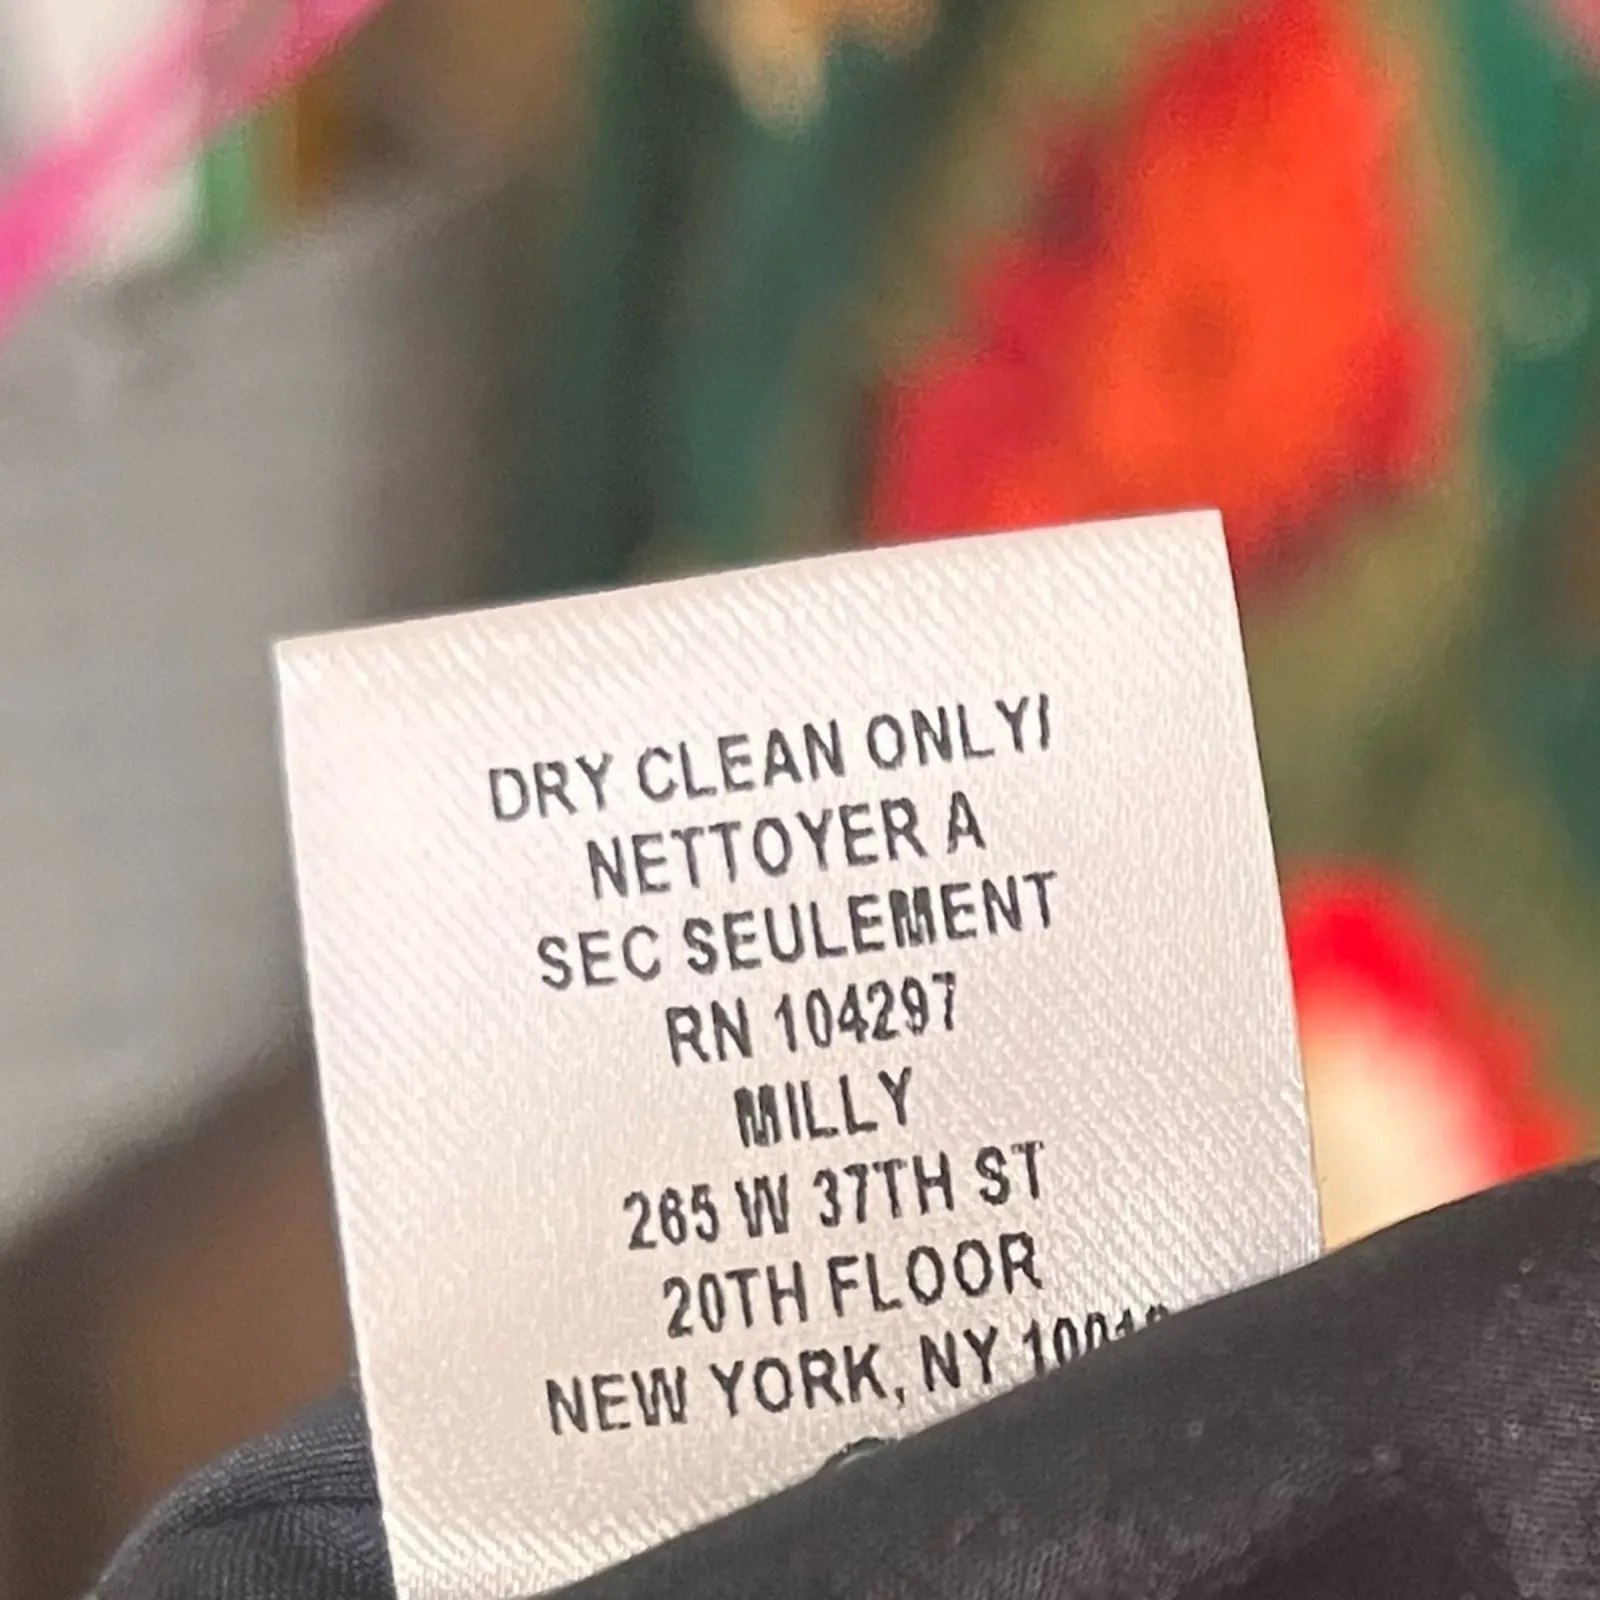 DRY CLEAN ONLY/
NETTOYER A
SEC SEULEMENT
RN 104297
MILLY
265 W 37TH ST
20TH FLOOR
NEW YORK, NY